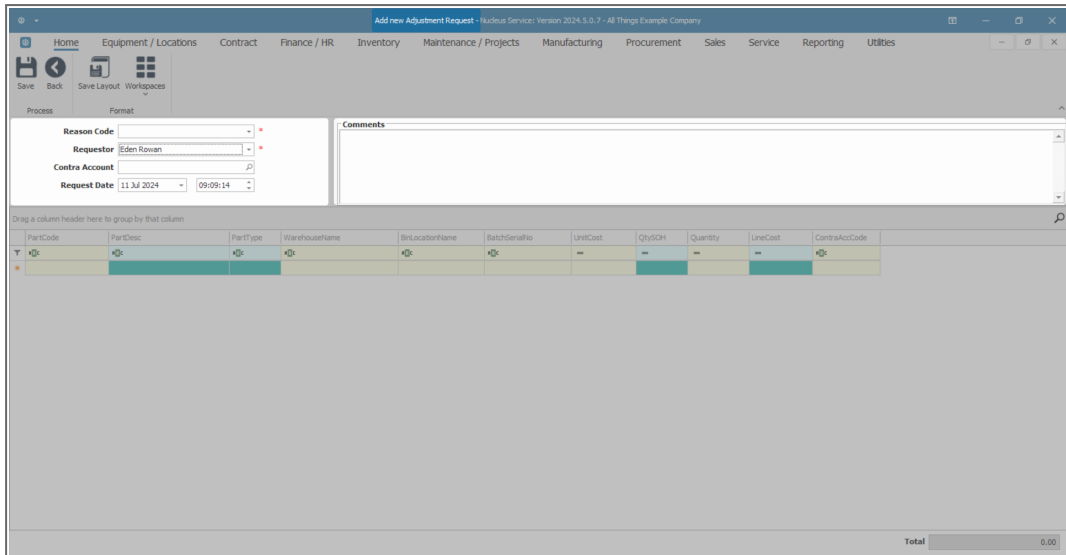 Add new Adjustment Request - Nucleus Service: Version 2024.5.0.7 - All Things Example Company
Home Equipment / Locations Contract Finance / HR Inventory Maintenance / Projects Manufacturing Procurement Sales Service Reporting Utilities
Save Back Save Layout Workspaces
Process Format
Reason Code *
Requestor Eden Rowan *
Contra Account
Request Date 11 Jul 2024 09:09:14
Comments
Drag a column header here to group by that column
PartCode PartDesc PartType WarehouseName BinLocationName BatchSerialNo UnitCost QtySOH Quantity LineCost ContraAccCode
Total 0.00